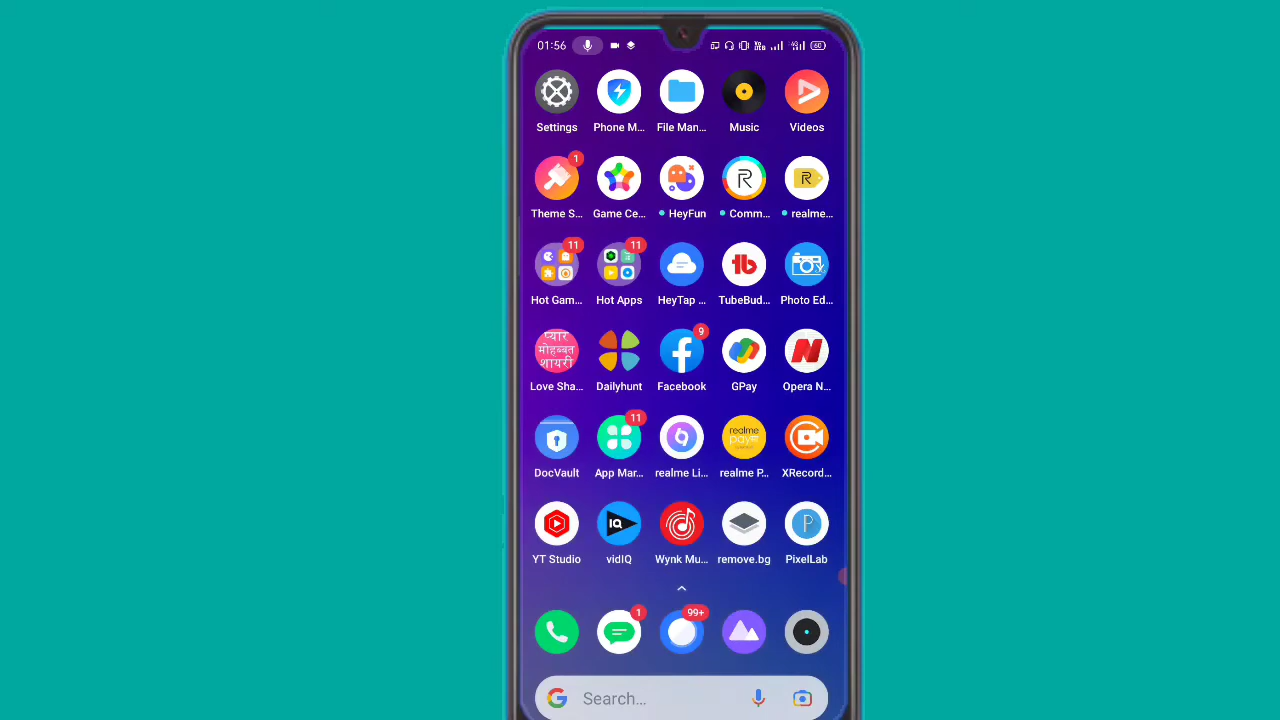 01:56 60
Settings Phone M... File Man... Music Videos
1
Theme S... Game Ce... HeyFun Comm... realme...
11 11
Hot Gam... Hot Apps HeyTap ... TubeBud... Photo Ed...
प्यार
मोहब्बत
शायरी
9
Love Sha... Dailyhunt Facebook GPay Opera N...
11 realme
DocVault App Mar... realme Li... realme P... XRecord...
IQ
YT Studio vidIQ Wynk Mu... remove.bg PixelLab
1 99+
Search...